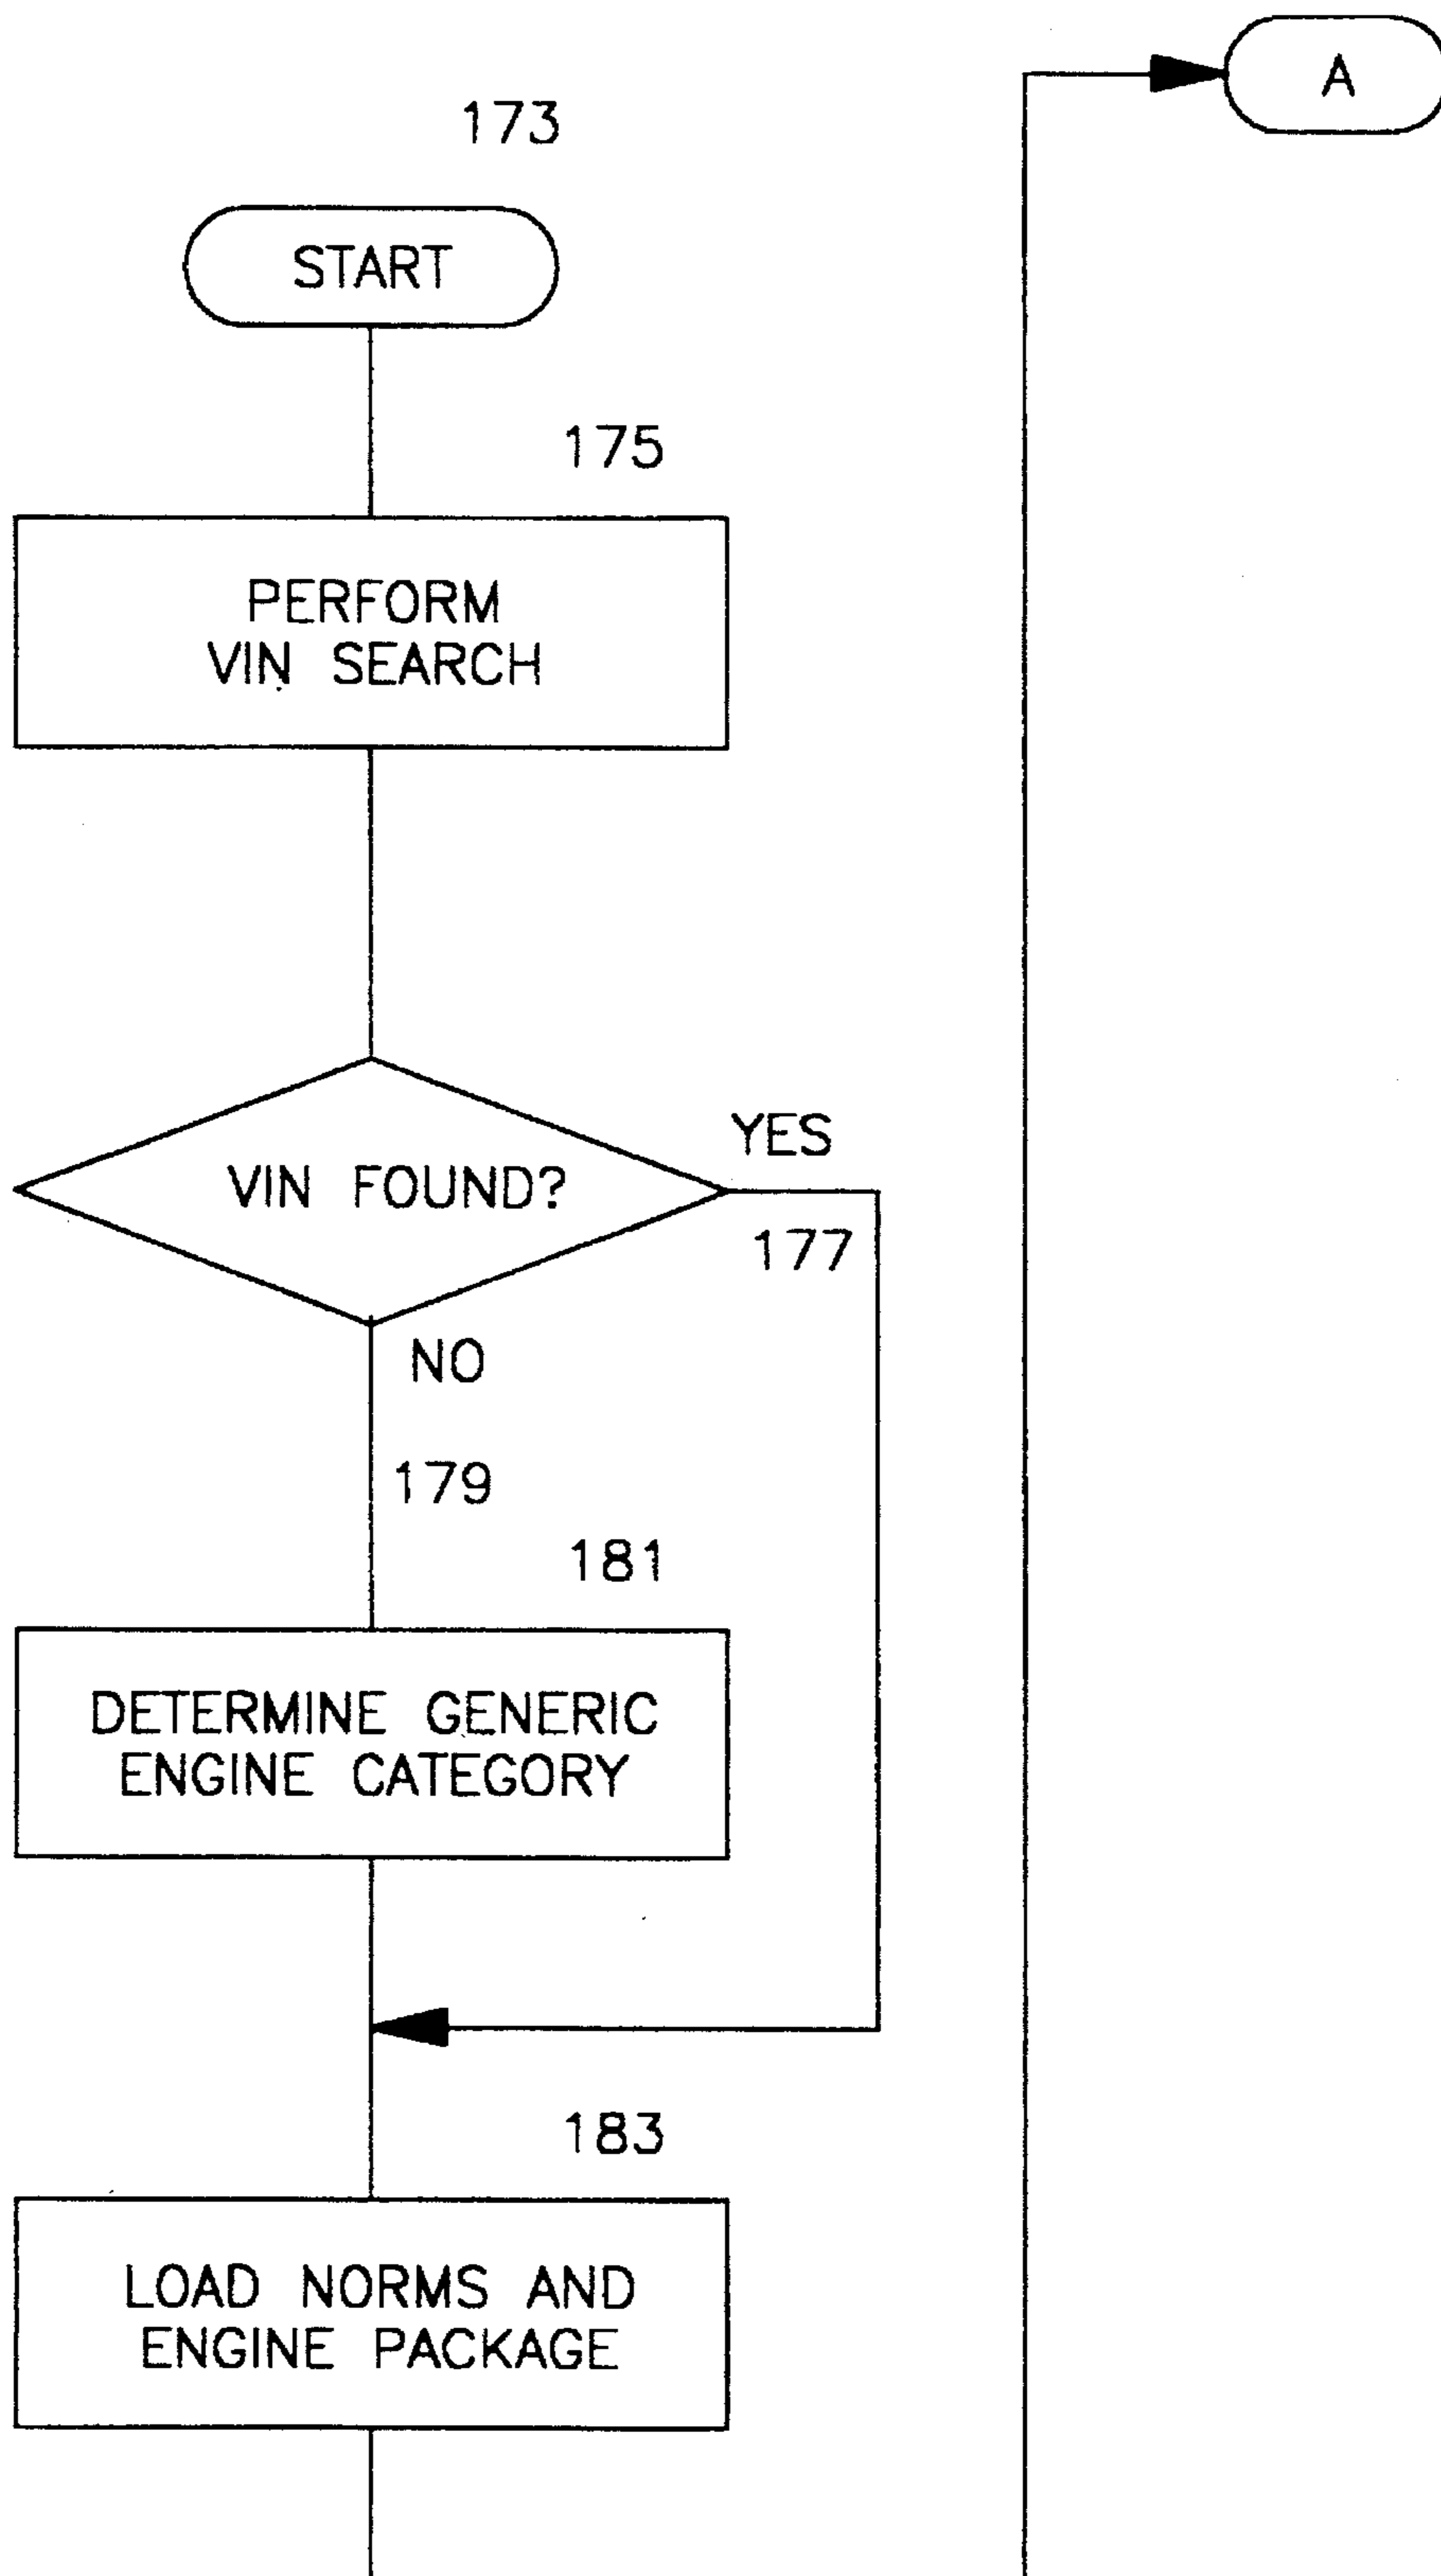 A
173
START
175
PERFORM
VIN SEARCH
VIN FOUND?
YES
177
NO
179
181
DETERMINE GENERIC
ENGINE CATEGORY
183
LOAD NORMS AND
ENGINE PACKAGE